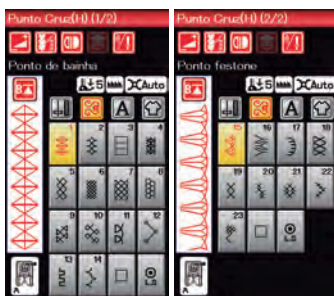 Punto Cruz(H) (1/2)
Ponto de bainha
B
5
Auto
A
1 2 3 4
5 6 7 8
9 10 11 12
13 14
L.S
A
Punto Cruz(H) (2/2)
Ponto festone
B
5
Auto
A
15 16 17 18
19 20 21 22
23
L.S
A